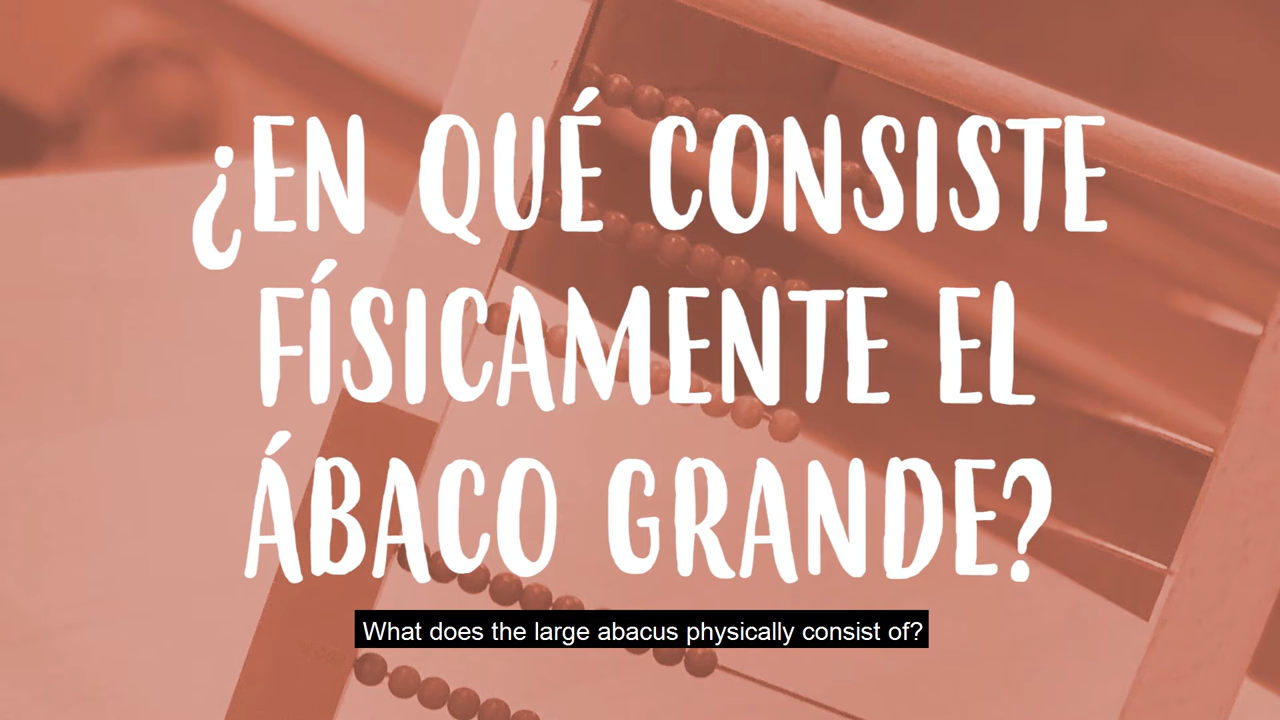 ¿EN QUÉ CONSISTE
FÍSICAMENTE EL
ÁBACO GRANDE?
What does the large abacus physically consist of?